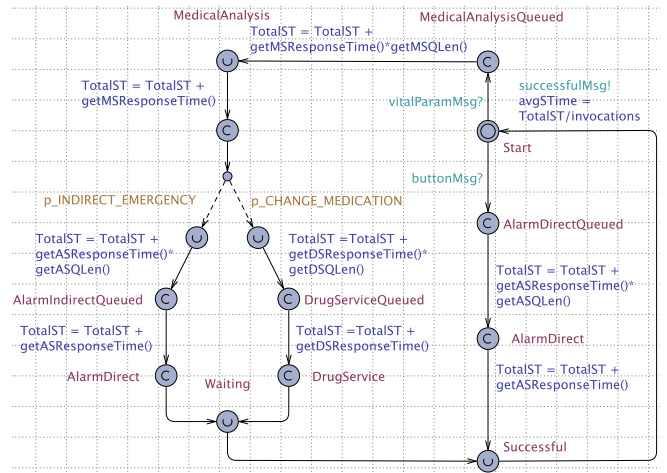 MedicalAnalysis
MedicalAnalysisQueued
TotalST = TotalST +
getMSResponseTime()*getMSQLen()
U
C
TotalST = TotalST +
getMSResponseTime()
C
vitalParamMsg?
successfulMsg!
avgSTime =
TotalST/invocations
Start
p_INDIRECT_EMERGENCY
p_CHANGE_MEDICATION
buttonMsg?
U
U
C
AlarmDirectQueued
TotalST = TotalST +
getASResponseTime()*
getASQLen()
TotalST =TotalST +
getDSResponseTime()*
getDSQLen()
TotalST = TotalST +
getASResponseTime()*
getASQLen()
AlarmIndirectQueued
C
C
DrugServiceQueued
TotalST = TotalST +
getASResponseTime()
TotalST =TotalST +
getDSResponseTime()
C
AlarmDirect
AlarmDirect
C
Waiting
C
DrugService
TotalST = TotalST +
getASResponseTime()
U
Successful
U